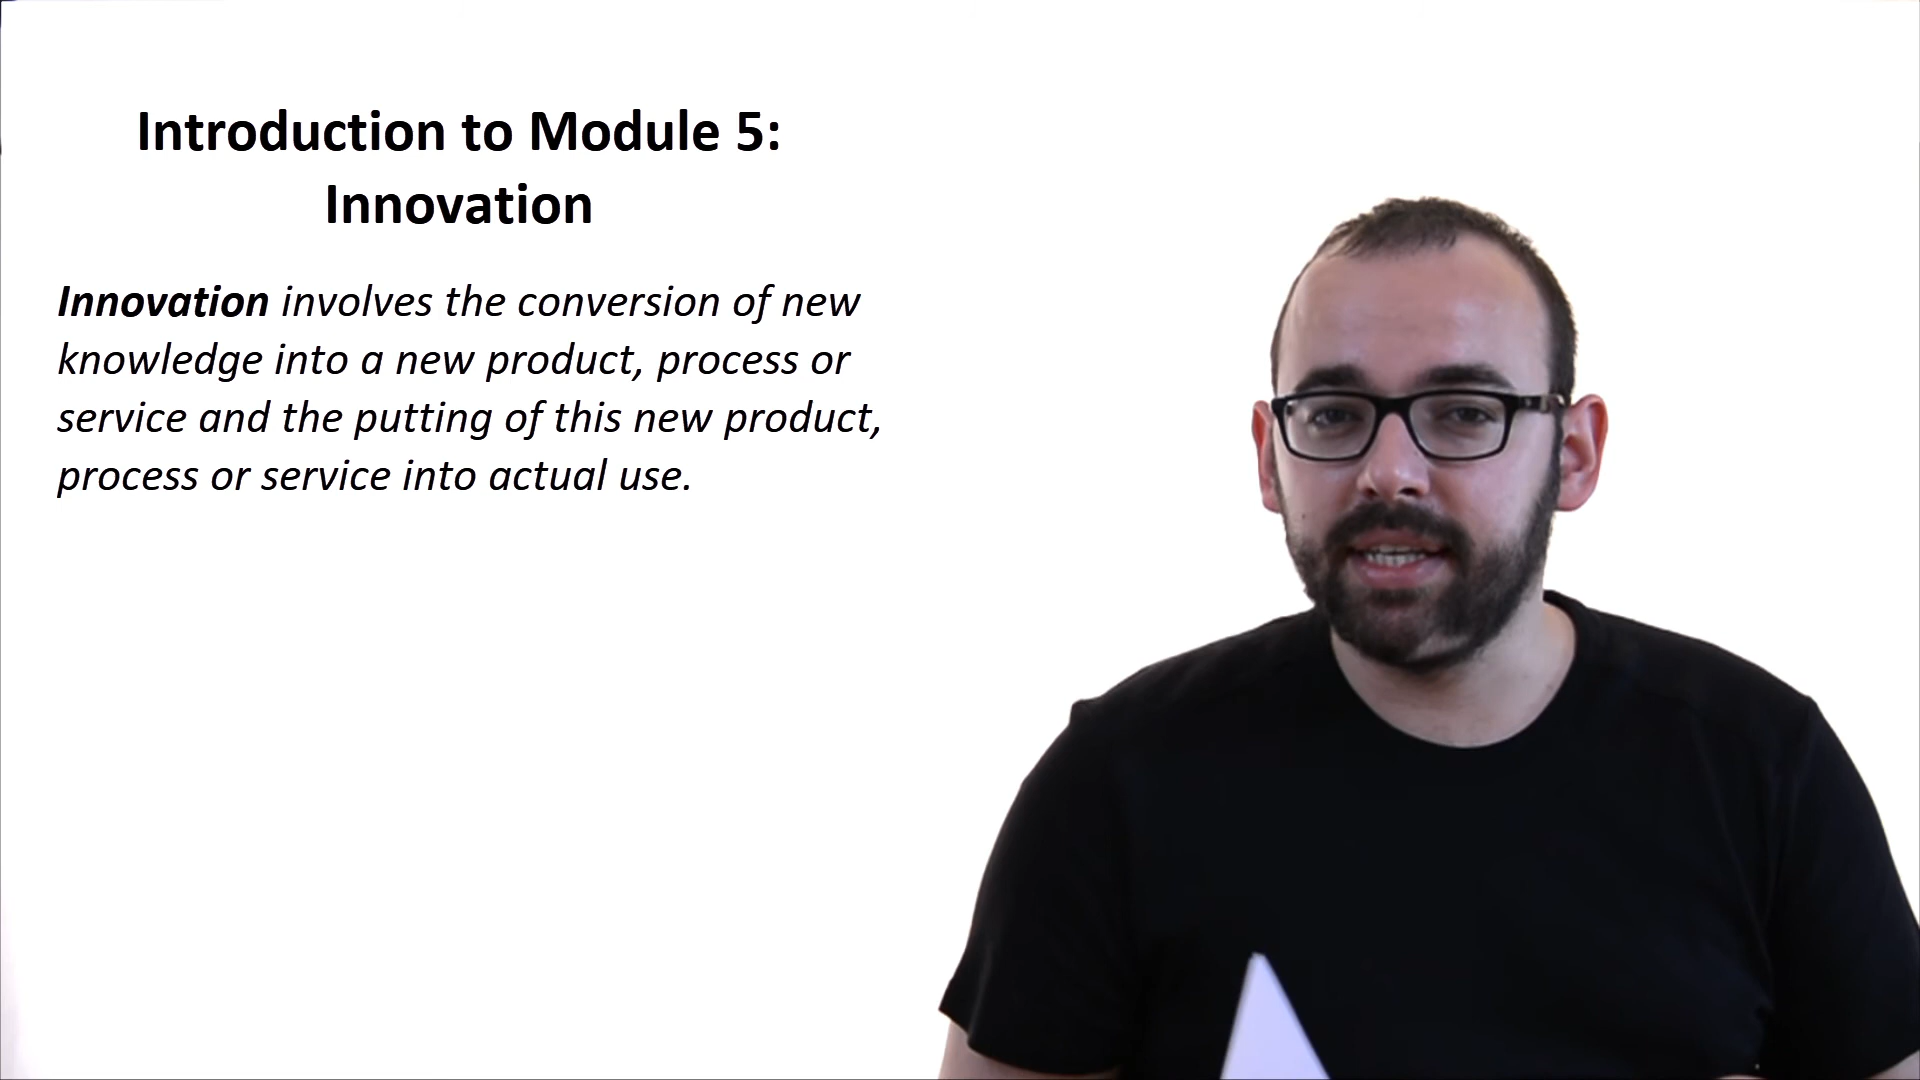 Introduction to Module 5:
Innovation
Innovation involves the conversion of new
knowledge into a new product, process or
service and the putting of this new product,
process or service into actual use.